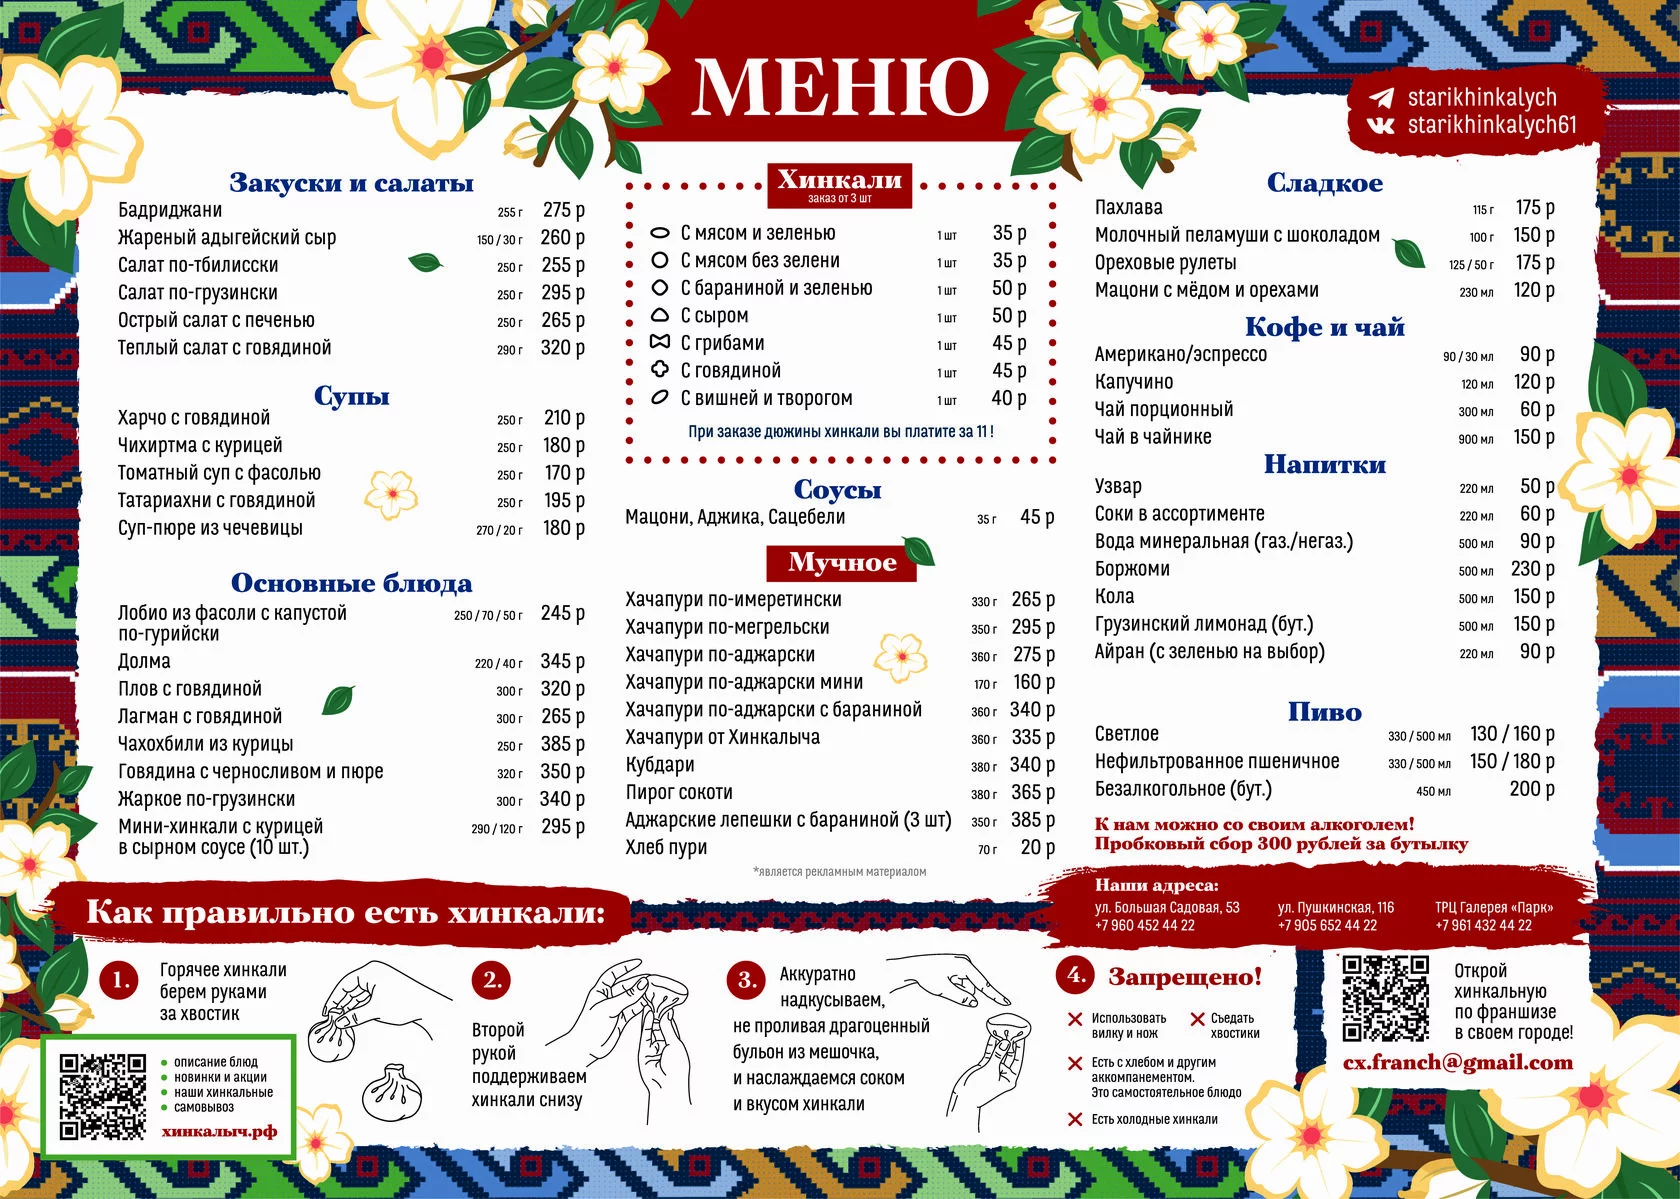 МЕНЮ
starikhinkalych
starikhinkalych61
Закуски и салаты
Бадриджани 255 г 275 р
Жареный адыгейский сыр 150 / 30 г 260 р
Салат по-тбилисски 250 г 255 р
Салат по-грузински 250 г 295 р
Острый салат с печенью 250 г 265 р
Теплый салат с говядиной 290 г 320 р
Супы
Харчо с говядиной 250 г 210 р
Чихиртма с курицей 250 г 180 р
Томатный суп с фасолью 250 г 170 р
Татариахни с говядиной 250 г 195 р
Суп-пюре из чечевицы 270 / 20 г 180 р
Основные блюда
Лобио из фасоли с капустой 250 / 70 / 50 г 245 р
по-гурийски
Долма 220 / 40 г 345 р
Плов с говядиной 300 г 320 р
Лагман с говядиной 300 г 265 р
Чахохбили из курицы 250 г 385 р
Говядина с черносливом и пюре 320 г 350 р
Жаркое по-грузински 300 г 340 р
Мини-хинкали с курицей 290 / 120 г 295 р
в сырном соусе (10 шт.)
Хинкали
заказ от 3 шт
С мясом и зеленью 1 шт 35 р
С мясом без зелени 1 шт 35 р
С бараниной и зеленью 1 шт 50 р
С сыром 1 шт 50 р
С грибами 1 шт 45 р
С говядиной 1 шт 45 р
С вишней и творогом 1 шт 40 р
При заказе дюжины хинкали вы платите за 11 !
Соусы
Мацони, Аджика, Сацебели 35 г 45 р
Мучное
Хачапури по-имеретински 330 г 265 р
Хачапури по-мегрельски 350 г 295 р
Хачапури по-аджарски 360 г 275 р
Хачапури по-аджарски мини 170 г 160 р
Хачапури по-аджарски с бараниной 360 г 340 р
Хачапури от Хинкалыча 360 г 335 р
Кубдари 380 г 340 р
Пирог сокоти 380 г 365 р
Аджарские лепешки с бараниной (3 шт) 350 г 385 р
Хлеб пури 70 г 20 р
*является рекламным материалом
Сладкое
Пахлава 115 г 175 р
Молочный пеламуши с шоколадом 100 г 150 р
Ореховые рулеты 125 / 50 г 175 р
Мацони с мёдом и орехами 230 мл 120 р
Кофе и чай
Американо/эспрессо 90 / 30 мл 90 р
Капучино 120 мл 120 р
Чай порционный 300 мл 60 р
Чай в чайнике 900 мл 150 р
Напитки
Узвар 220 мл 50 р
Соки в ассортименте 220 мл 60 р
Вода минеральная (газ./негаз.) 500 мл 90 р
Боржоми 500 мл 230 р
Кола 500 мл 150 р
Грузинский лимонад (бут.) 500 мл 150 р
Айран (с зеленью на выбор) 220 мл 90 р
Пиво
Светлое 330 / 500 мл 130 / 160 р
Нефильтрованное пшеничное 330 / 500 мл 150 / 180 р
Безалкогольное (бут.) 450 мл 200 р
К нам можно со своим алкоголем!
Пробковый сбор 300 рублей за бутылку
Наши адреса:
ул. Большая Садовая, 53
+7 960 452 44 22
ул. Пушкинская, 116
+7 905 652 44 22
ТРЦ Галерея «Парк»
+7 961 432 44 22
Как правильно есть хинкали:
1.
Горячее хинкали
берем руками
за хвостик
2.
Второй
рукой
поддерживаем
хинкали снизу
3.
Аккуратно
надкусываем,
не проливая драгоценный
бульон из мешочка,
и наслаждаемся соком
и вкусом хинкали
4. Запрещено!
Использовать
вилку и нож
Съедать
хвостики
Есть с хлебом и другим
аккомпанементом.
Это самостоятельное блюдо
Есть холодные хинкали
описание блюд
новинки и акции
наши хинкальные
самовывоз
хинкалыч.рф
Открой
хинкальную
по франшизе
в своем городе!
cx.franch@gmail.com